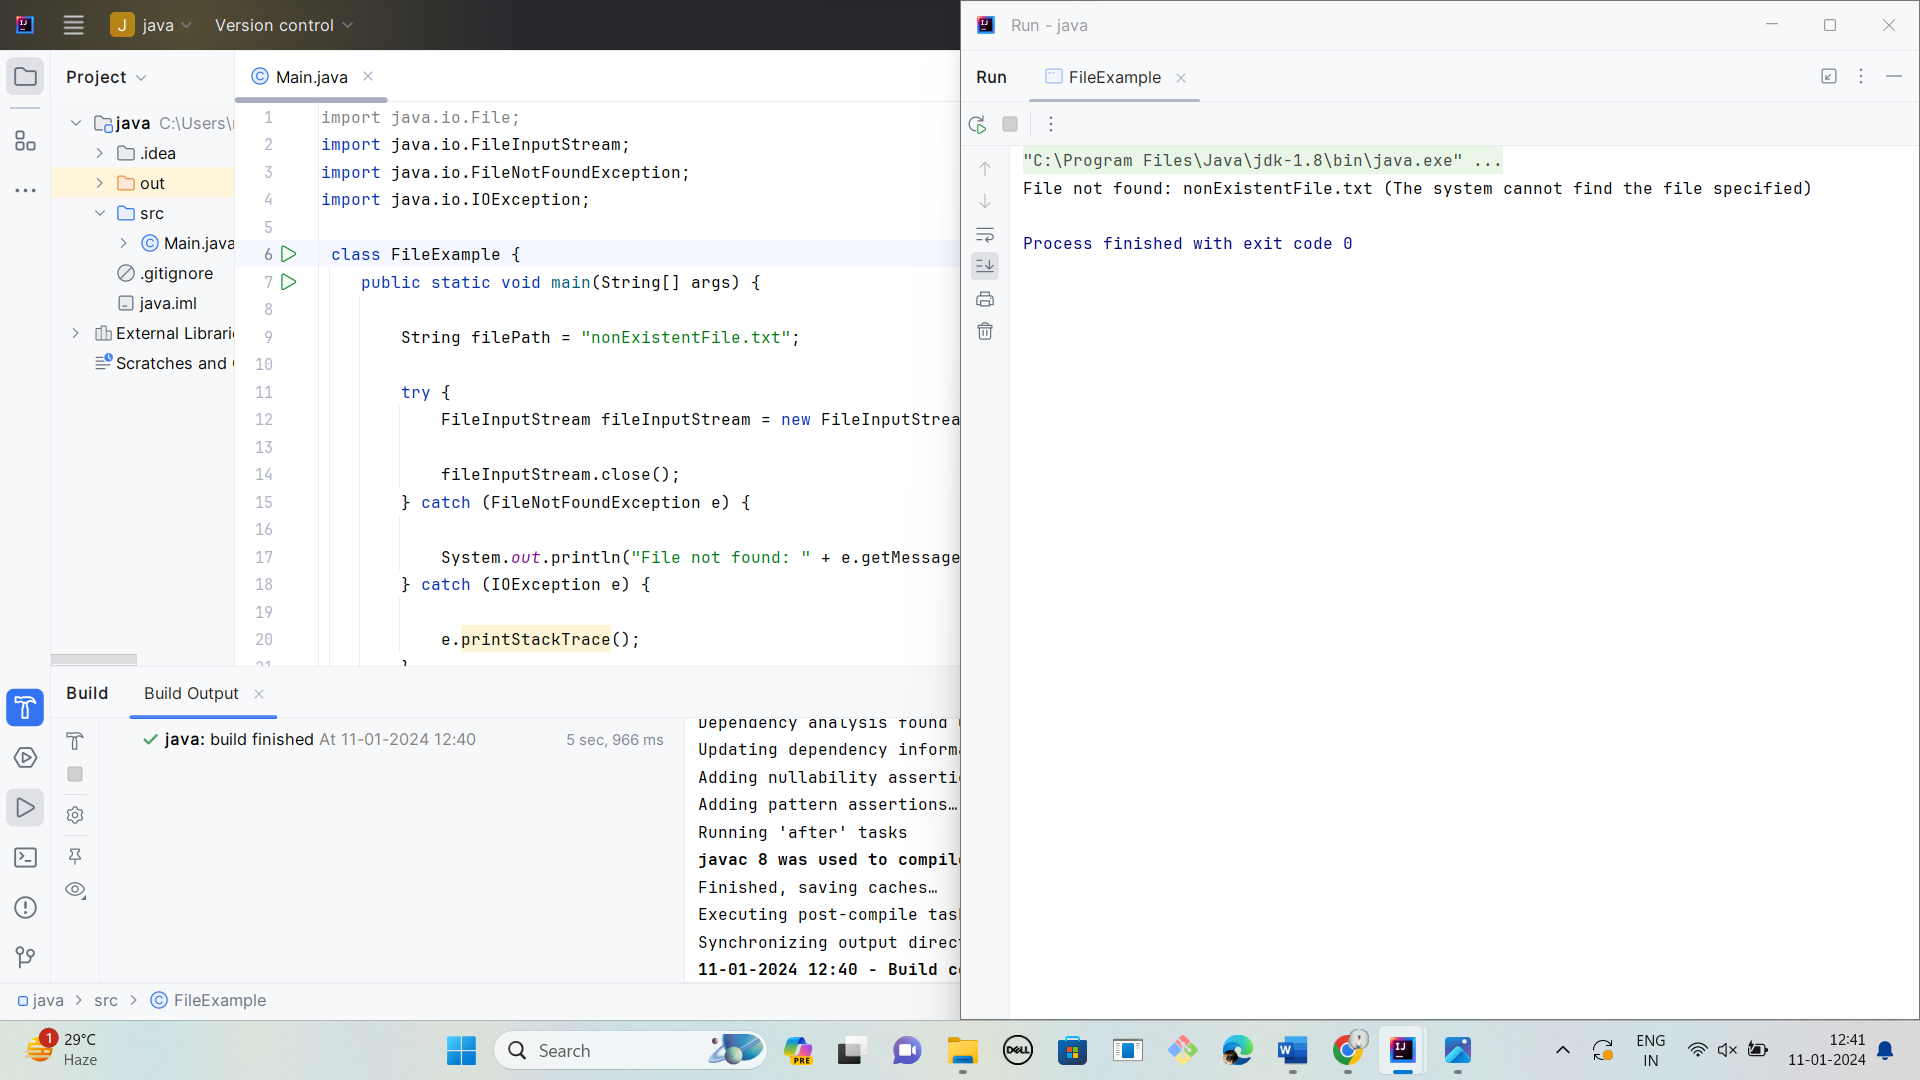 J java Version control
Project
Main.java
java C:\Users\
.idea
out
src
Main.java
.gitignore
java.iml
External Librari
Scratches and
1 import java.io.File;
2 import java.io.FileInputStream;
3 import java.io.FileNotFoundException;
4 import java.io.IOException;
5
6 class FileExample {
7 public static void main(String[] args) {
8
9 String filePath = "nonExistentFile.txt";
10
11 try {
12 FileInputStream fileInputStream = new FileInputStrea
13
14 fileInputStream.close();
15 } catch (FileNotFoundException e) {
16
17 System.out.println("File not found: " + e.getMessage
18 } catch (IOException e) {
19
20 e.printStackTrace();
21 }
Build Build Output
java: build finished At 11-01-2024 12:40 5 sec, 966 ms
Dependency analysis found
Updating dependency informa
Adding nullability asserti
Adding pattern assertions…
Running 'after' tasks
javac 8 was used to compile
Finished, saving caches…
Executing post-compile tas
Synchronizing output direc
11-01-2024 12:40 - Build c
java > src > FileExample
Run - java
Run FileExample
"C:\Program Files\Java\jdk-1.8\bin\java.exe" ...
File not found: nonExistentFile.txt (The system cannot find the file specified)
Process finished with exit code 0
1
29°C
Haze
Search
PRE
DELL
ENG
IN
12:41
11-01-2024